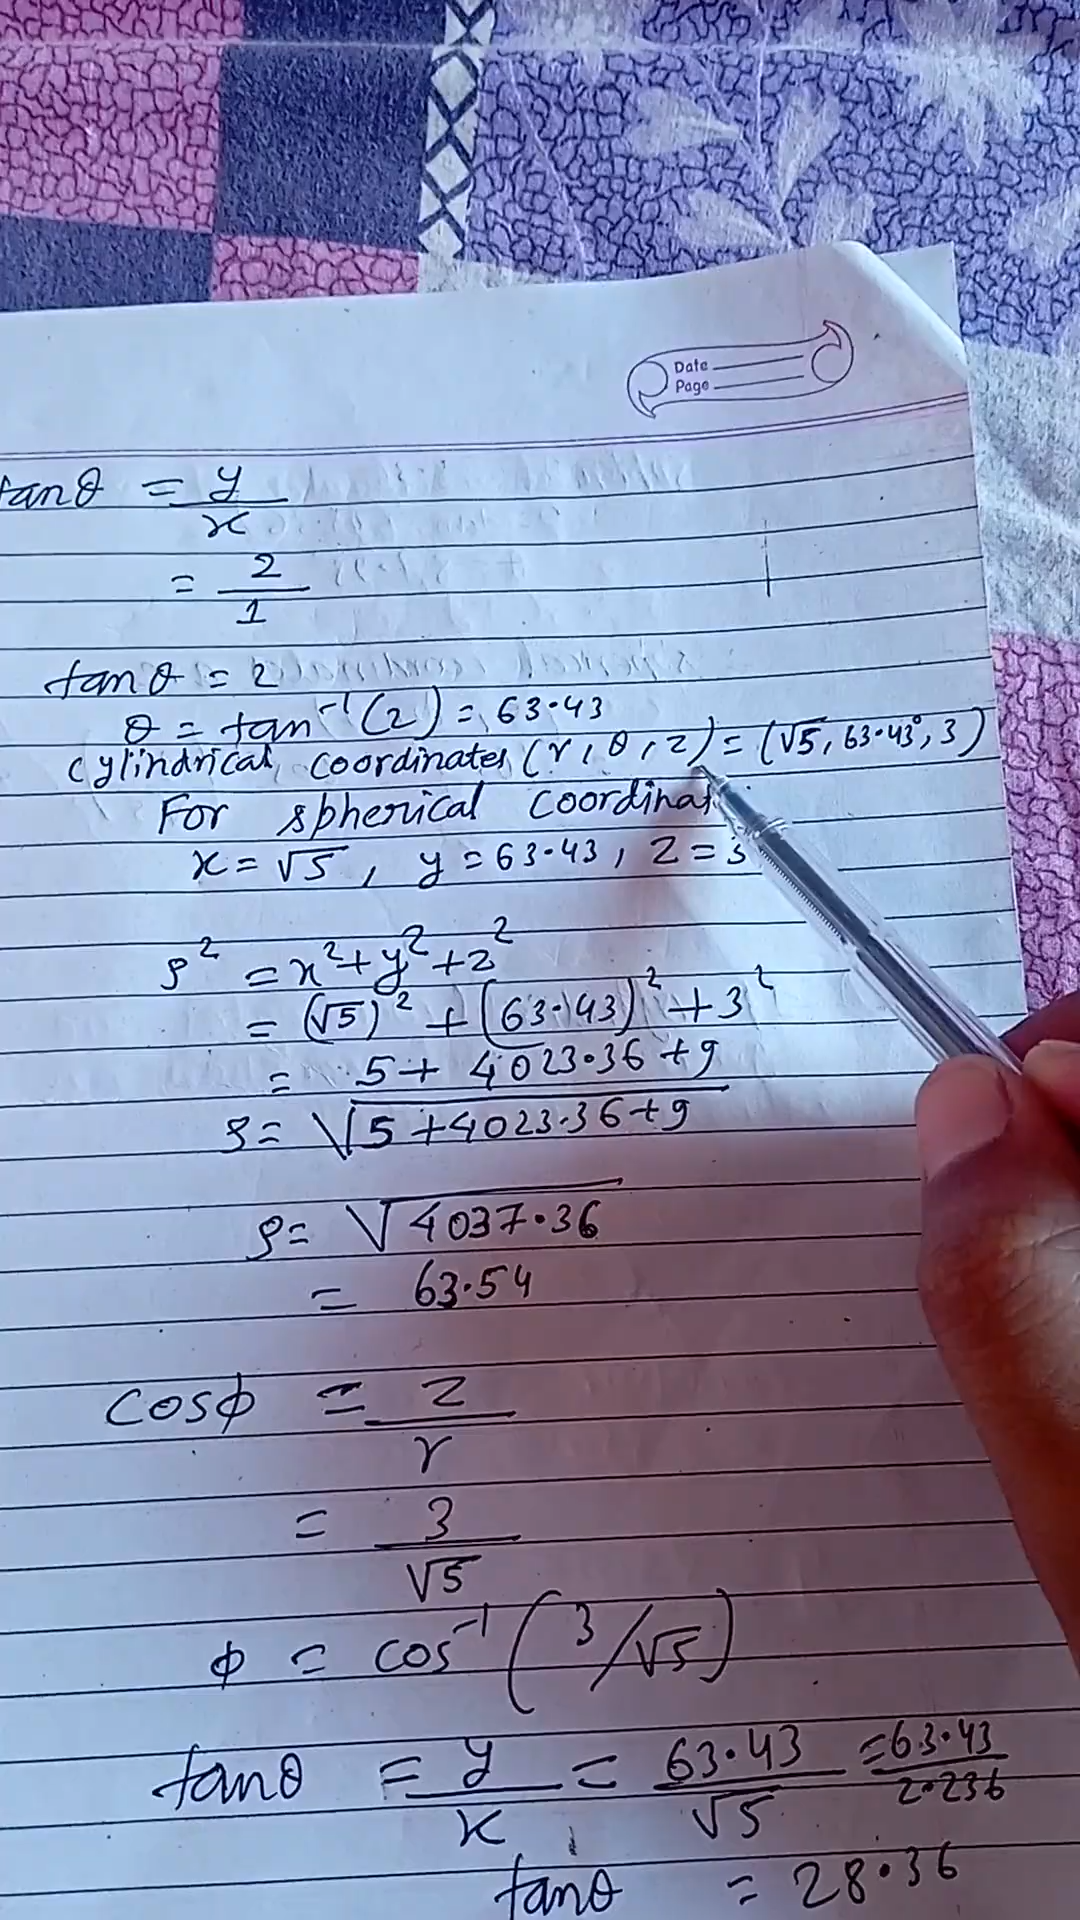 Date
Page
tanθ = y/x
= 2/1
tanθ = 2
θ = tan⁻¹(2) = 63.43
cylindrical coordinates (r, θ, z) = (√5, 63.43°, 3)
For spherical coordinat
x = √5, y = 63.43, z = 3
ρ² = x² + y² + z²
= (√5)² + (63.43)² + 3²
= 5 + 4023.36 + 9
ρ = √5 + 4023.36 + 9
ρ = √4037.36
= 63.54
cosϕ = z/r
= 3/√5
ϕ = cos⁻¹(3/√5)
tanθ = y/x = 63.43/√5 = 63.43/2.236
tanθ = 28.36